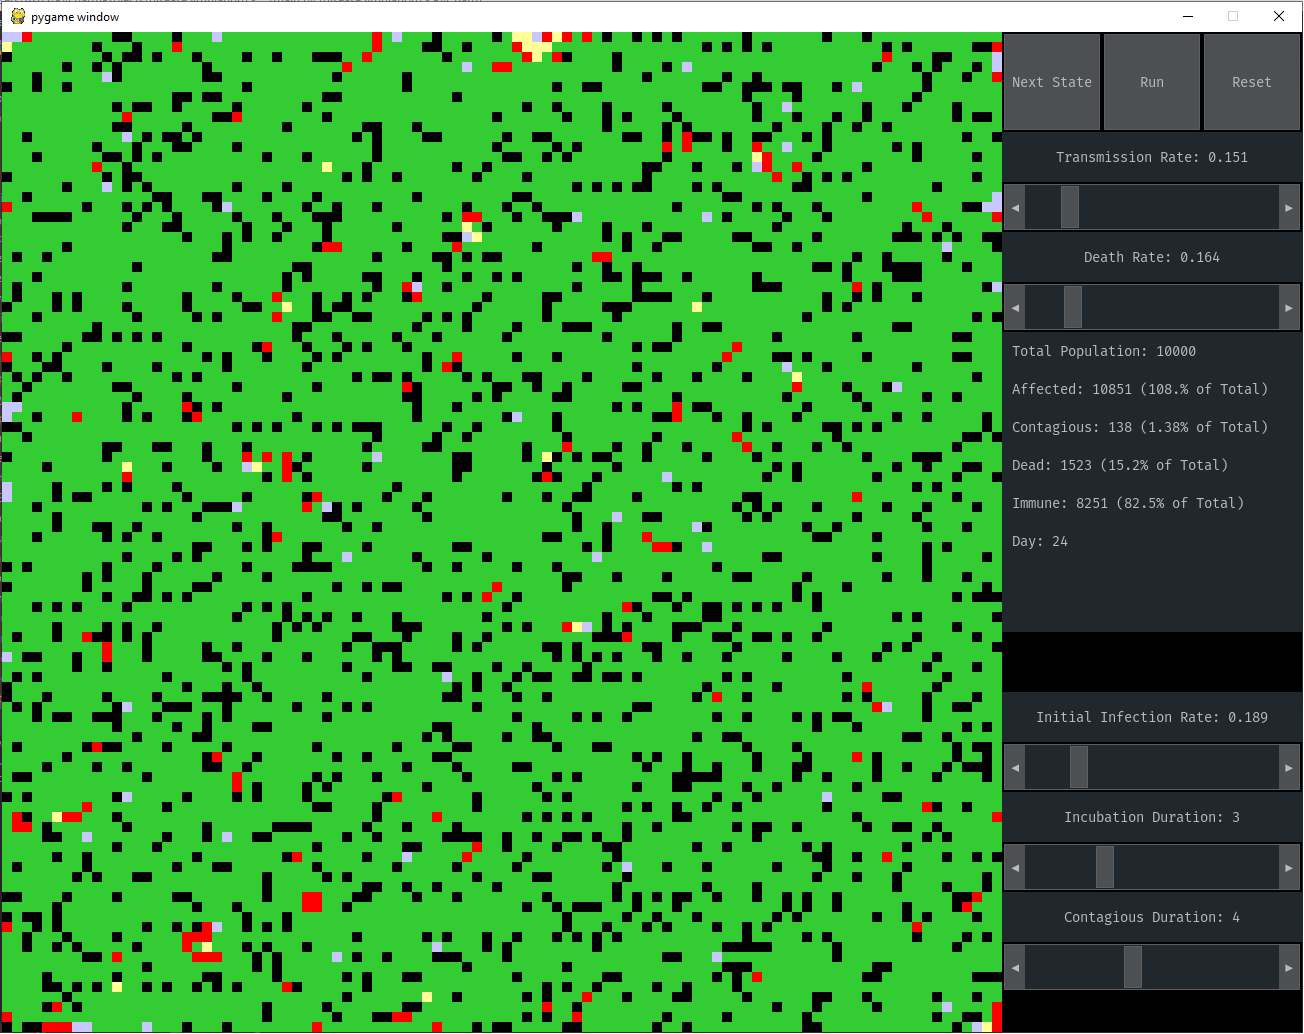 pygame window
Next State Run Reset
Transmission Rate: 0.151
Death Rate: 0.164
Total Population: 10000
Affected: 10851 (108.% of Total)
Contagious: 138 (1.38% of Total)
Dead: 1523 (15.2% of Total)
Immune: 8251 (82.5% of Total)
Day: 24
Initial Infection Rate: 0.189
Incubation Duration: 3
Contagious Duration: 4